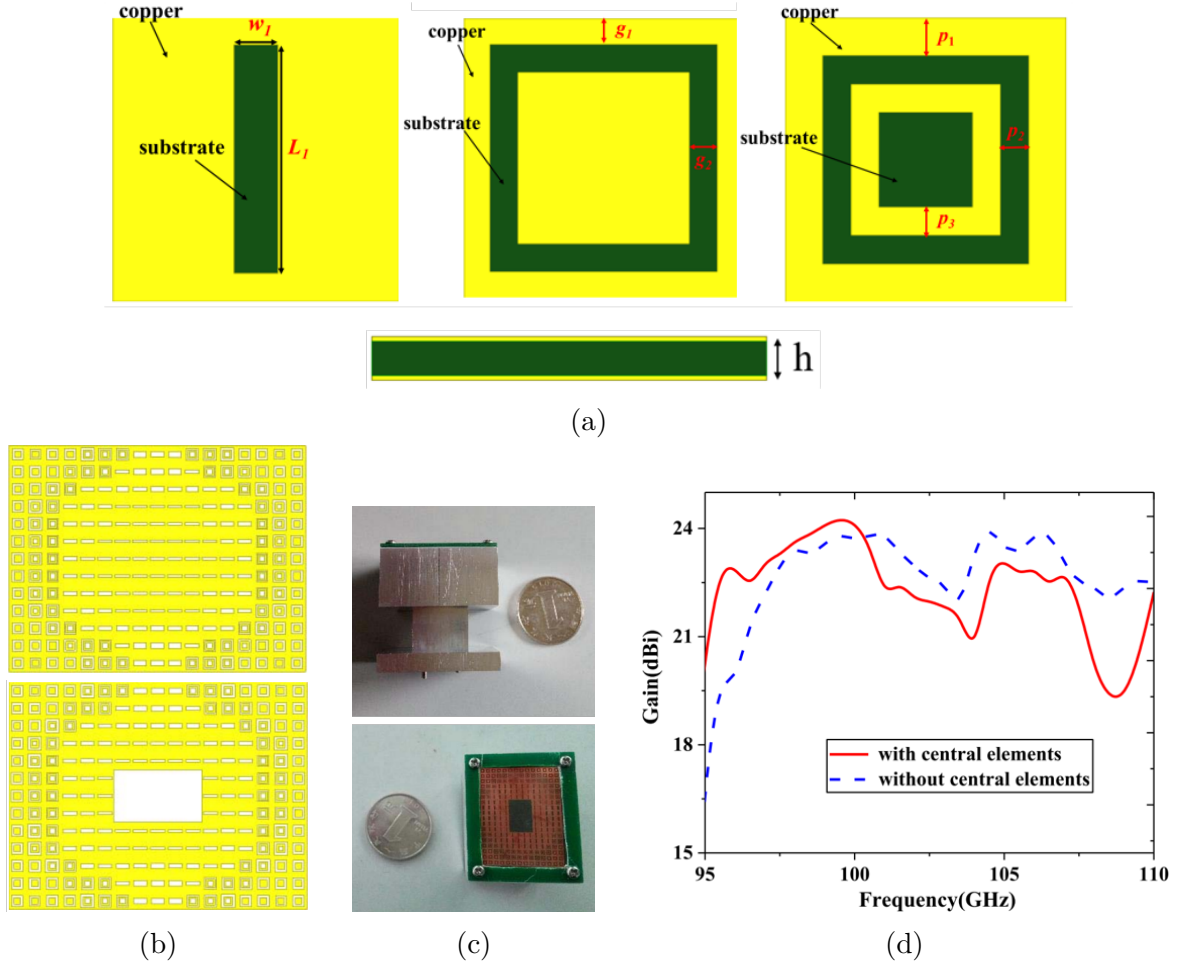 copper
w1
substrate
L1
copper
g1
substrate
g2
copper
p1
substrate
p2
p3
h
(a)
(b)
(c)
Gain(dBi)
24
21
18
15
with central elements
without central elements
95
100
105
110
Frequency(GHz)
(d)